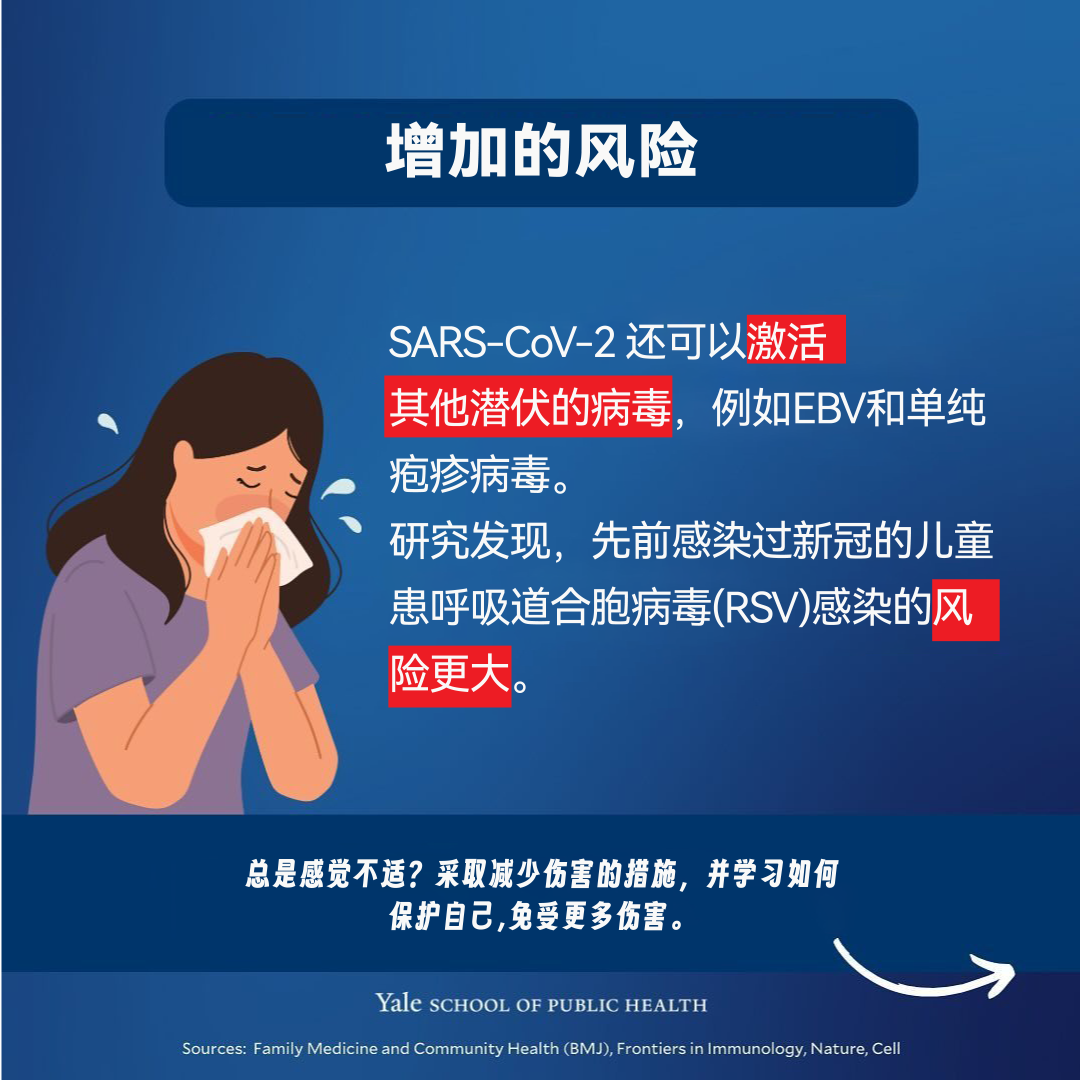 增加的风险
SARS-CoV-2 还可以激活
其他潜伏的病毒，例如EBV和单纯
疱疹病毒。
研究发现，先前感染过新冠的儿童
患呼吸道合胞病毒(RSV)感染的风
险更大。
总是感觉不适？采取减少伤害的措施，并学习如何
保护自己,免受更多伤害。
Yale SCHOOL OF PUBLIC HEALTH
Sources: Family Medicine and Community Health (BMJ), Frontiers in Immunology, Nature, Cell